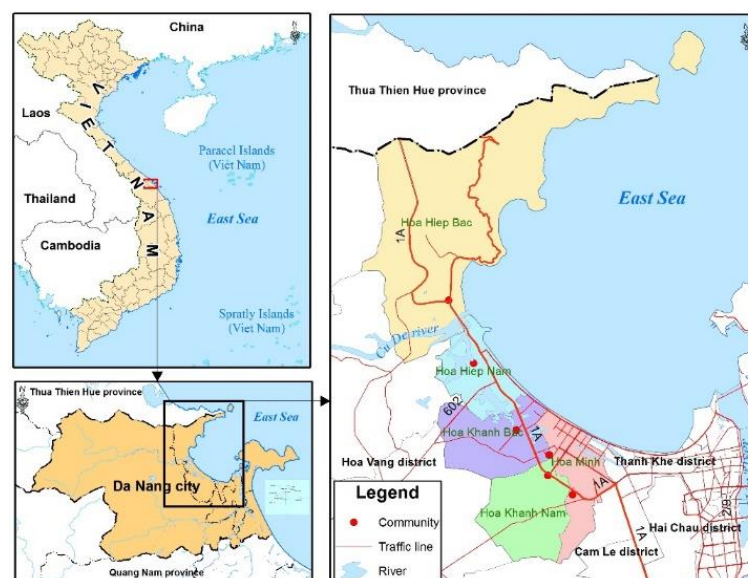 China
Laos
VIET NAM
Paracel Islands
(Viet Nam)
Thailand
East Sea
Cambodia
Spratly Islands
(Viet Nam)
Thua Thien Hue province
East Sea
Da Nang city
Quang Nam province
Thua Thien Hue province
East Sea
Hoa Hiep Bac
1A
Cu De river
Hoa Hiep Nam
602
Hoa Khanh Bac
1A
Hoa Minh
Thanh Khe district
Hoa Vang district
1A
Hoa Khanh Nam
Hai Chau district
1A
Cam Le district
Legend
Community
Traffic line
River